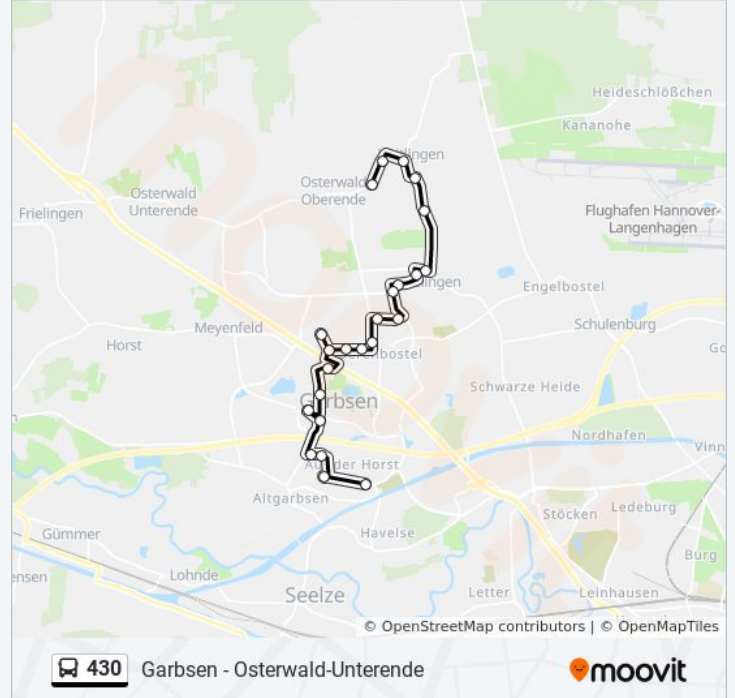 Heideschlößchen
Kananohe
Osterwald
Oberende
Osterwald
Unterende
Frielingen
Flughafen Hannover-
Langenhagen
Engelbostel
Meyenfeld
Schulenburg
Horst
Schwarze Heide
Garbsen
Nordhafen
Auf der Horst
Altgarbsen
Stöcken
Ledeburg
Gümmer
Havelse
Burg
Lohnde
Seelze
Letter
Leinhausen
© OpenStreetMap contributors | © OpenMapTiles
430 Garbsen - Osterwald-Unterende
moovit